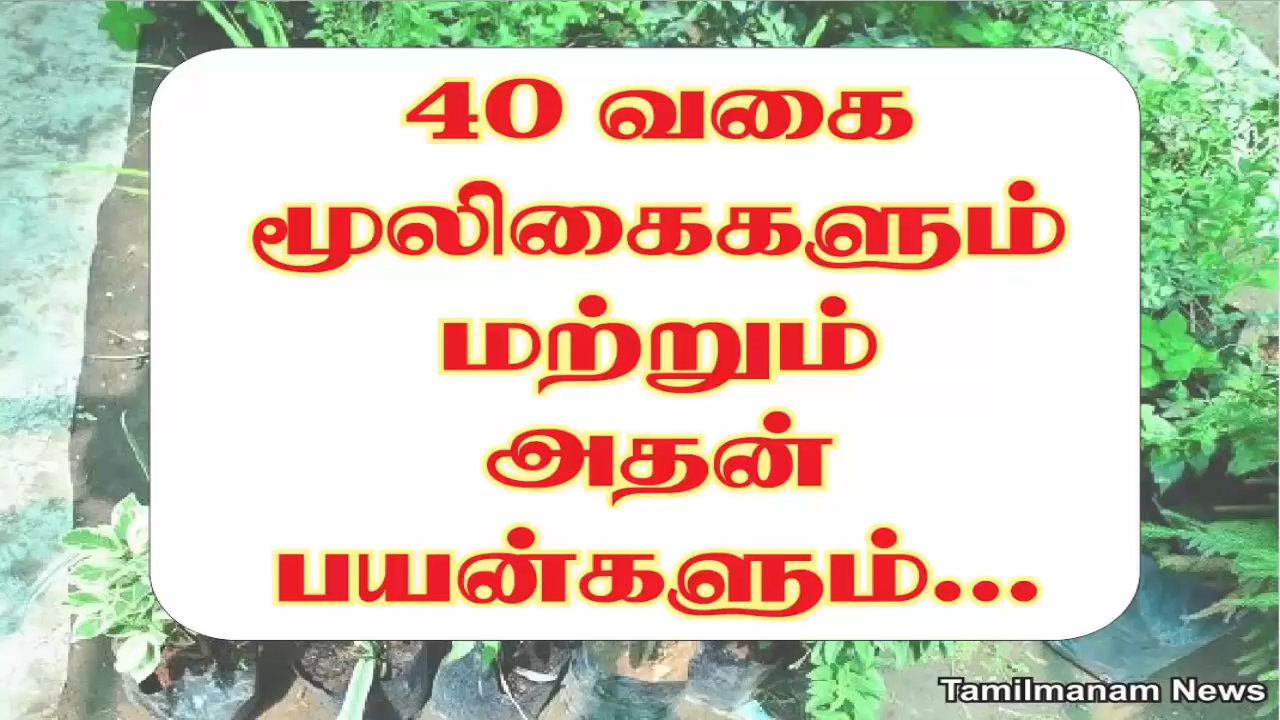 40 வகை
மூலிகைகளும்
மற்றும்
அதன்
பயன்களும்...
Tamilmanam News